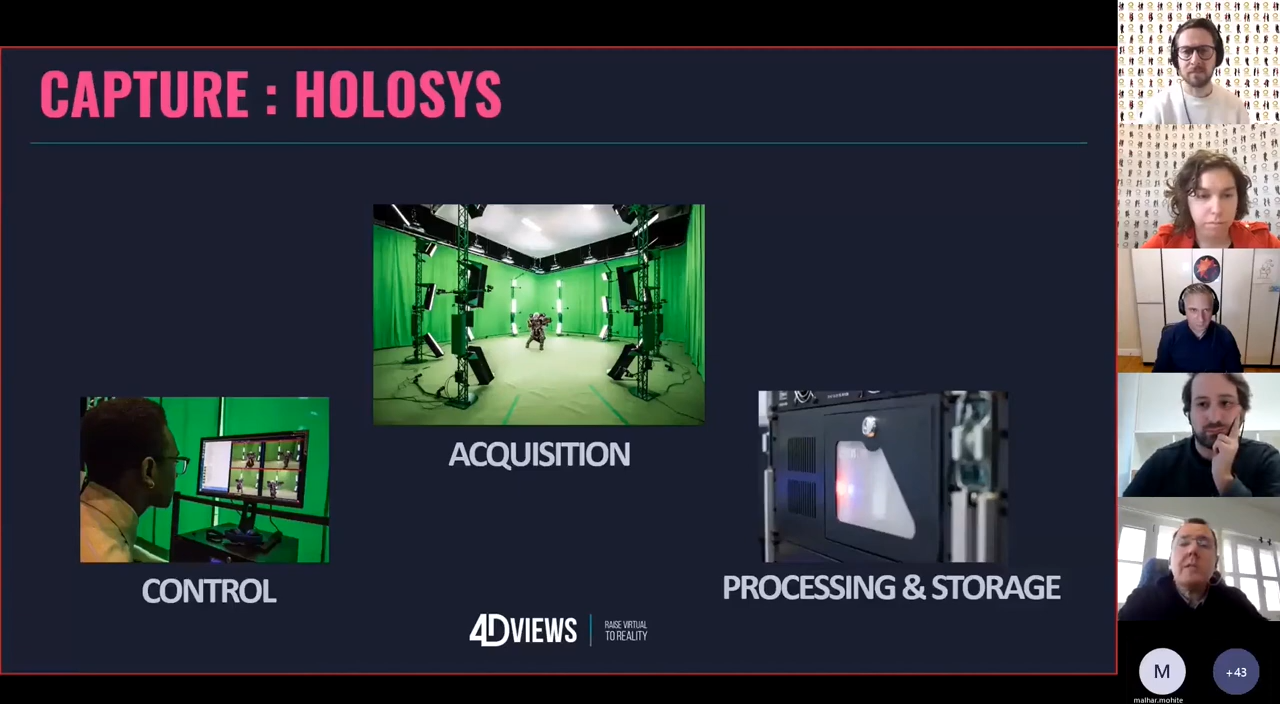 CAPTURE : HOLOSYS
ACQUISITION
CONTROL
PROCESSING & STORAGE
4DVIEWS
RAISE VIRTUAL
TO REALITY
M
+43
malhar.mohite